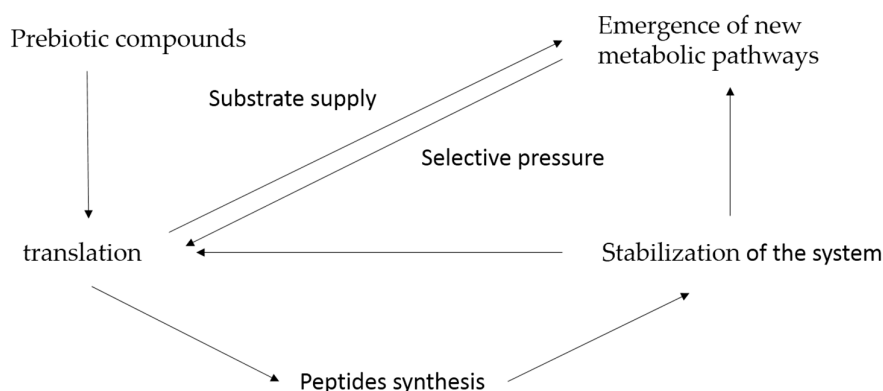 Prebiotic compounds
Emergence of new
metabolic pathways
Substrate supply
Selective pressure
translation
Stabilization of the system
Peptides synthesis